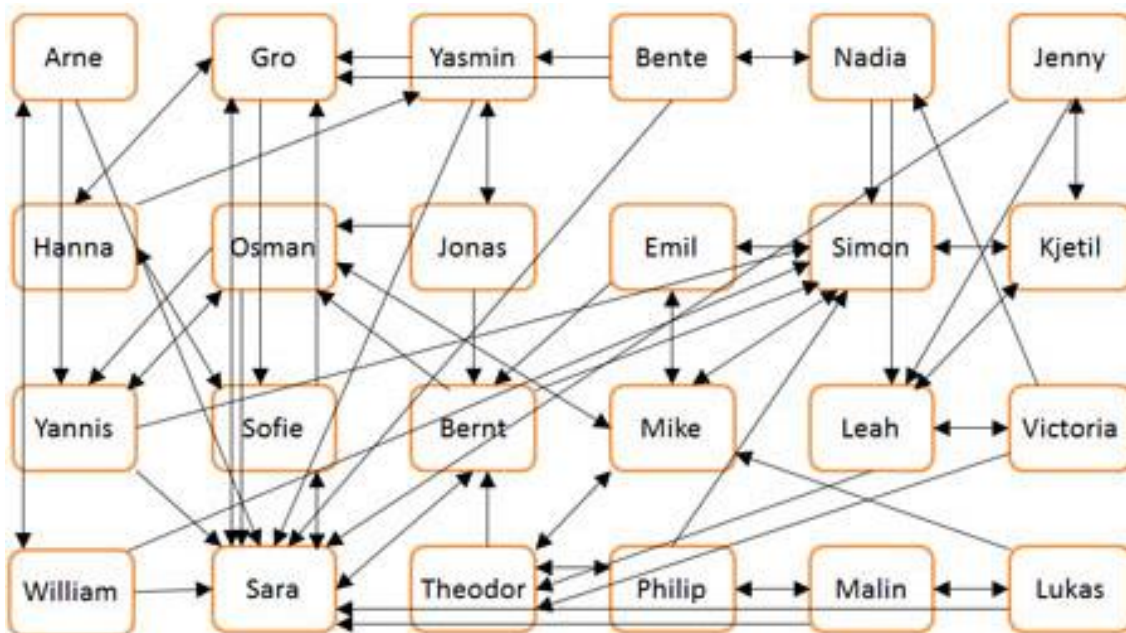 Arne Gro Yasmin Bente Nadia Jenny
Hanna Osman Jonas Emil Simon Kjetil
Yannis Sofie Bernt Mike Leah Victoria
William Sara Theodor Philip Malin Lukas